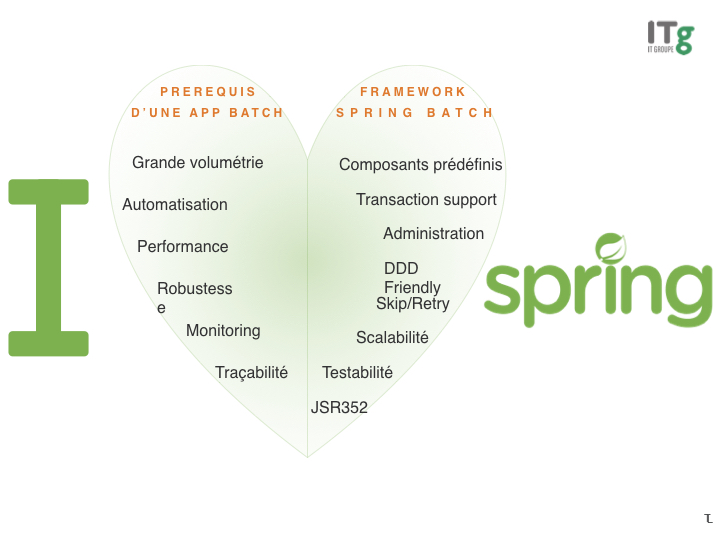 ITg
IT GROUPE
PREREQUIS
D'UNE APP BATCH
Grande volumétrie
Automatisation
Performance
Robustess
e
Monitoring
Traçabilité
FRAMEWORK
SPRING BATCH
Composants prédéfinis
Transaction support
Administration
DDD
Friendly
Skip/Retry
Scalabilité
Testabilité
JSR352
I
spring